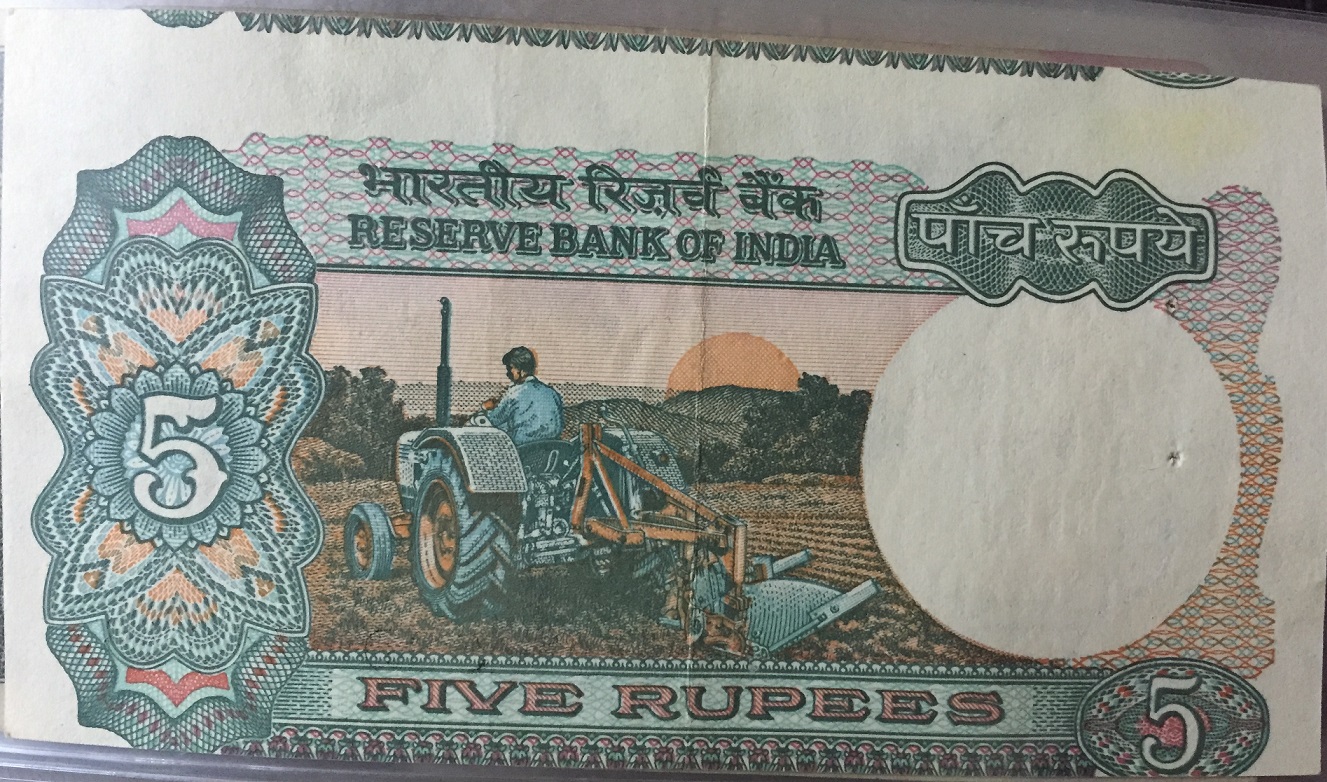 भारतीय रिज़र्व बैंक
RESERVE BANK OF INDIA
पाँच रूपये
5
FIVE RUPEES
5